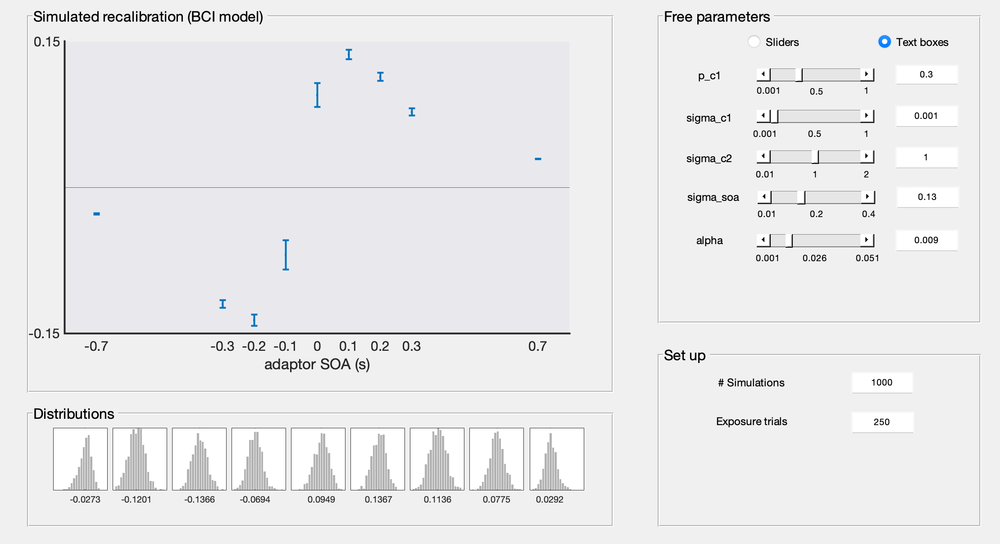 Simulated recalibration (BCI model)
0.15
-0.15
-0.7 -0.3 -0.2 -0.1 0 0.1 0.2 0.3 0.7
adaptor SOA (s)
Distributions
-0.0273 -0.1201 -0.1366 -0.0694 0.0949 0.1367 0.1136 0.0775 0.0292
Free parameters
Sliders Text boxes
p_c1 0.3
0.001 0.5 1
sigma_c1 0.001
0.001 0.5 1
sigma_c2 1
0.01 1 2
sigma_soa 0.13
0.01 0.2 0.4
alpha 0.009
0.001 0.026 0.051
Set up
# Simulations 1000
Exposure trials 250